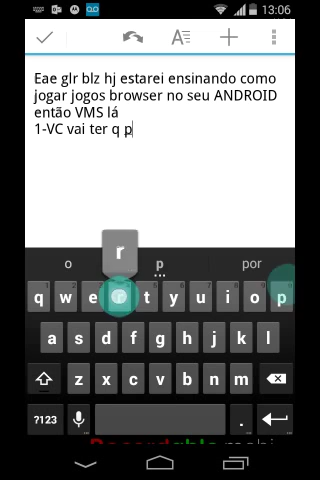 13:06
Eae glr blz hj estarei ensinando como
jogar jogos browser no seu ANDROID
então VMS lá
1-VC vai ter q p
r
o p por
q w e r t y u i o p
a s d f g h j k l
z x c v b n m
?123 .